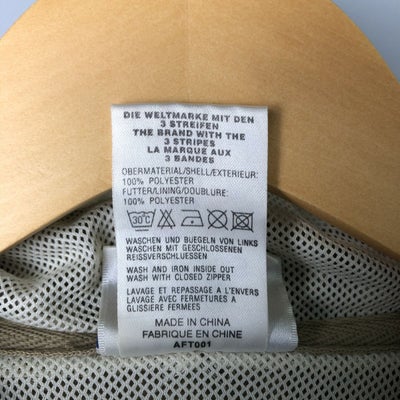 DIE WELTMARKE MIT DEN
3 STREIFEN
THE BRAND WITH THE
3 STRIPES
LA MARQUE AUX
3 BANDES
OBERMATERIAL/SHELL/EXTERIEUR:
100% POLYESTER
FUTTER/LINING/DOUBLURE:
100% POLYESTER
30°C
WASCHEN UND BUEGELN VON LINKS
WASCHEN MIT GESCHLOSSENEN
REISSVERSCHLUESSEN
WASH AND IRON INSIDE OUT
WASH WITH CLOSED ZIPPER
LAVAGE ET REPASSAGE A L'ENVERS
LAVAGE AVEC FERMETURES A
GLISSIERE FERMEES
MADE IN CHINA
FABRIQUE EN CHINE
AFT001